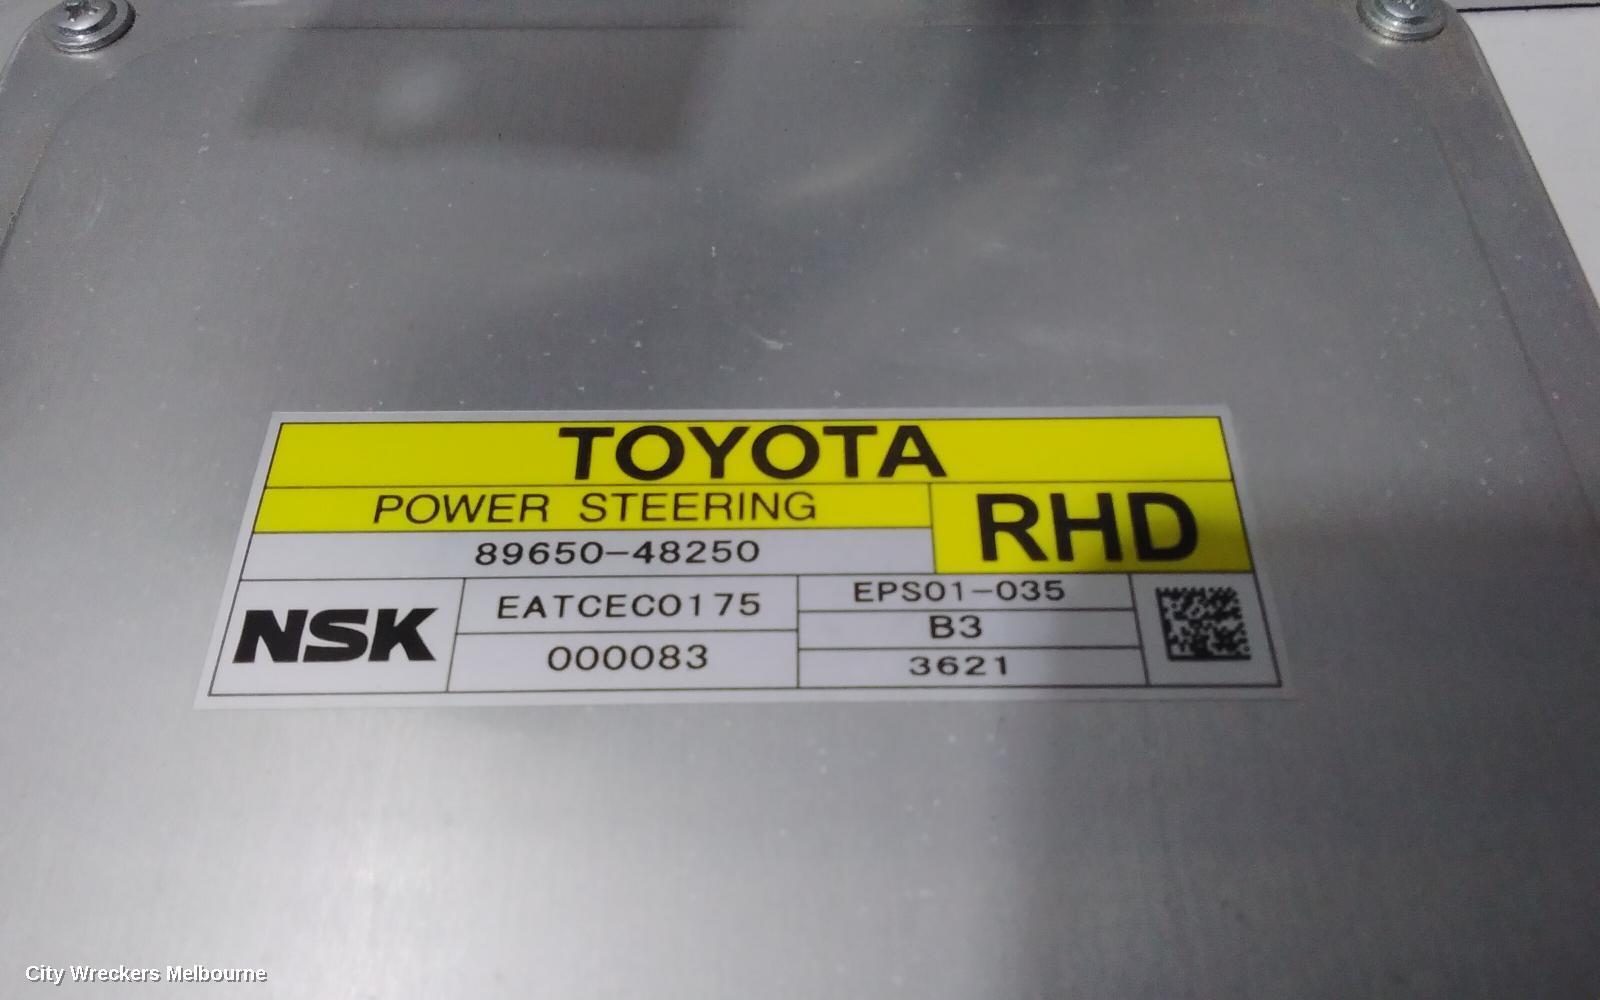 TOYOTA
POWER STEERING
RHD
89650-48250
NSK
EATCEC0175
000083
EPS01-035
B3
3621
City Wreckers Melbourne